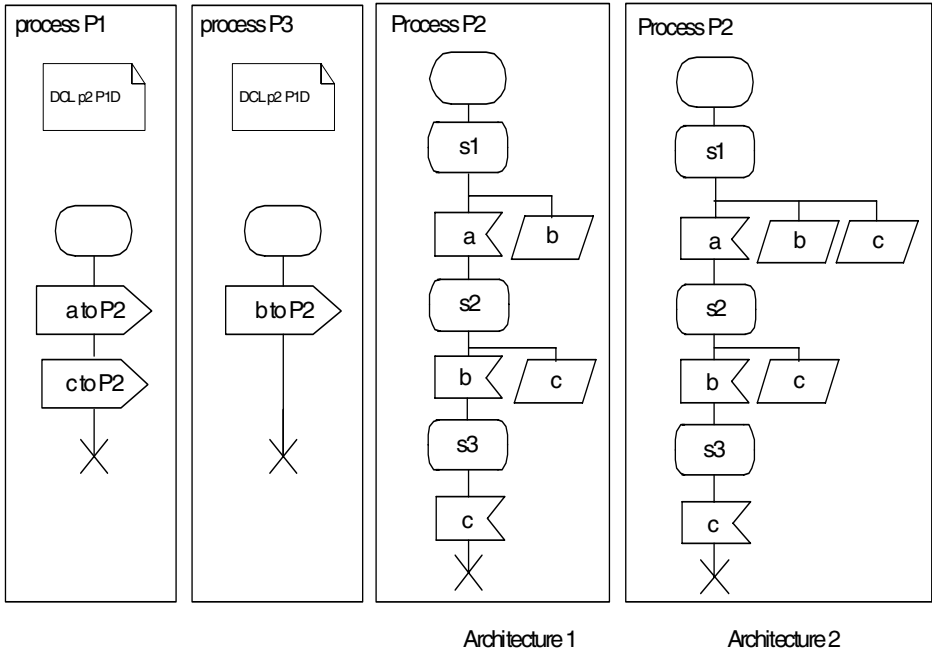 process P1
DCL p2 P1D
a to P2
c to P2
process P3
DCL p2 P1D
b to P2
Process P2
s1
a
b
s2
b
c
s3
c
Process P2
s1
a
b
c
s2
b
c
s3
c
Architecture 1
Architecture 2